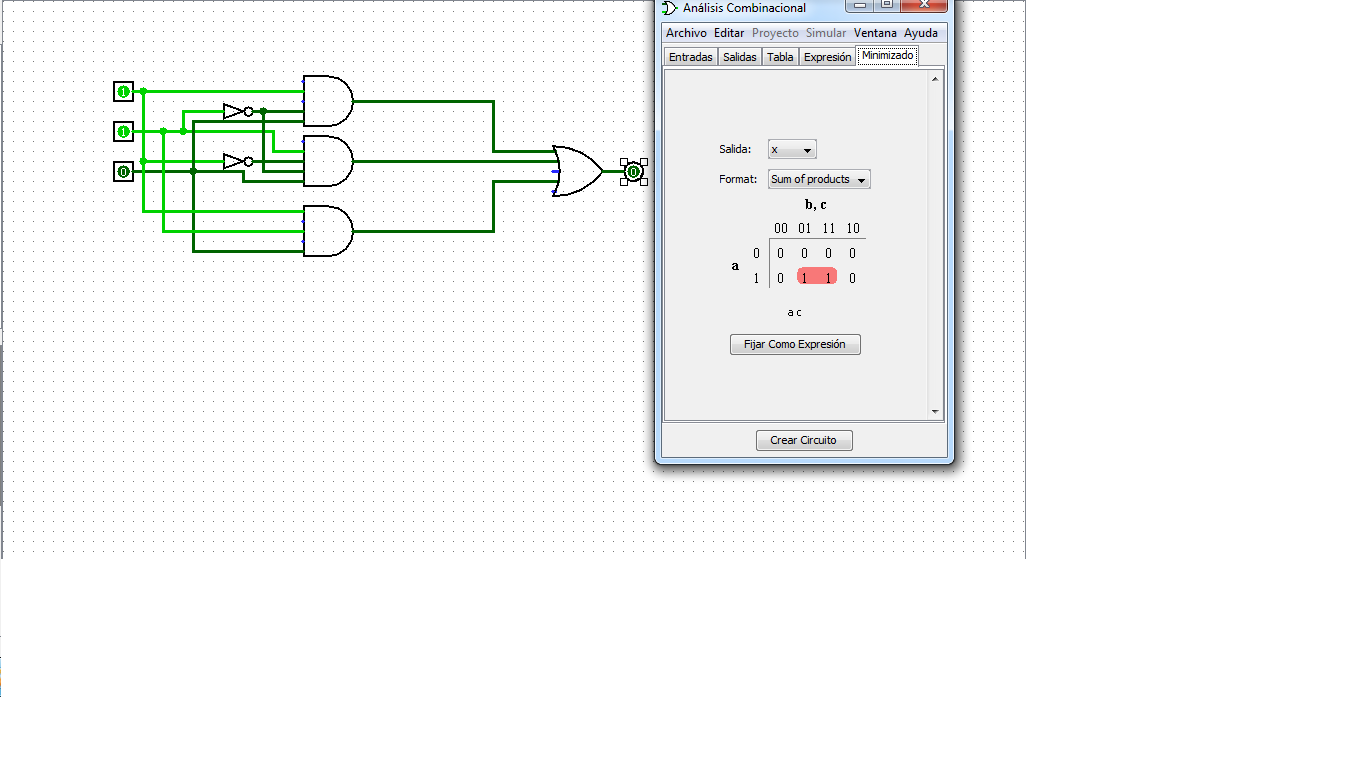 Análisis Combinacional
Archivo Editar Proyecto Simular Ventana Ayuda
Entradas Salidas Tabla Expresión Minimizado
1
1
0
0
Salida: x
Format: Sum of products
b, c
00 01 11 10
0 0 0 0 0
a
1 0 1 1 0
a c
Fijar Como Expresión
Crear Circuito